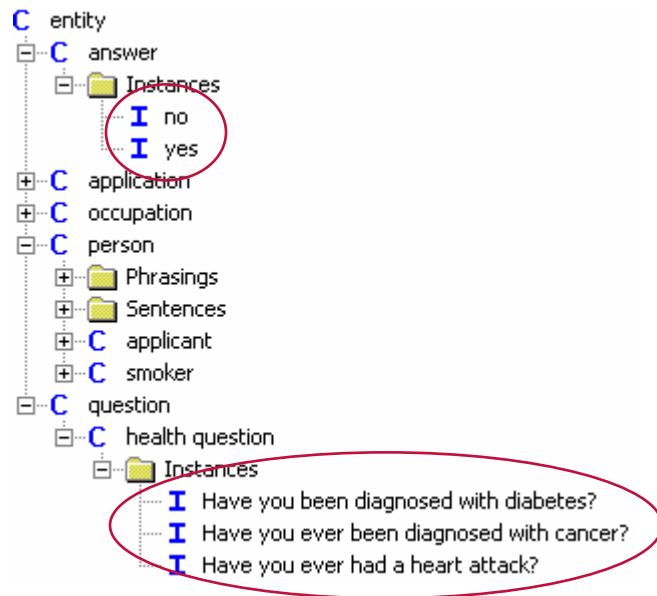 C entity
C answer
Instances
I no
I yes
C application
C occupation
C person
Phrasings
Sentences
C applicant
C smoker
C question
C health question
Instances
I Have you been diagnosed with diabetes?
I Have you ever been diagnosed with cancer?
I Have you ever had a heart attack?